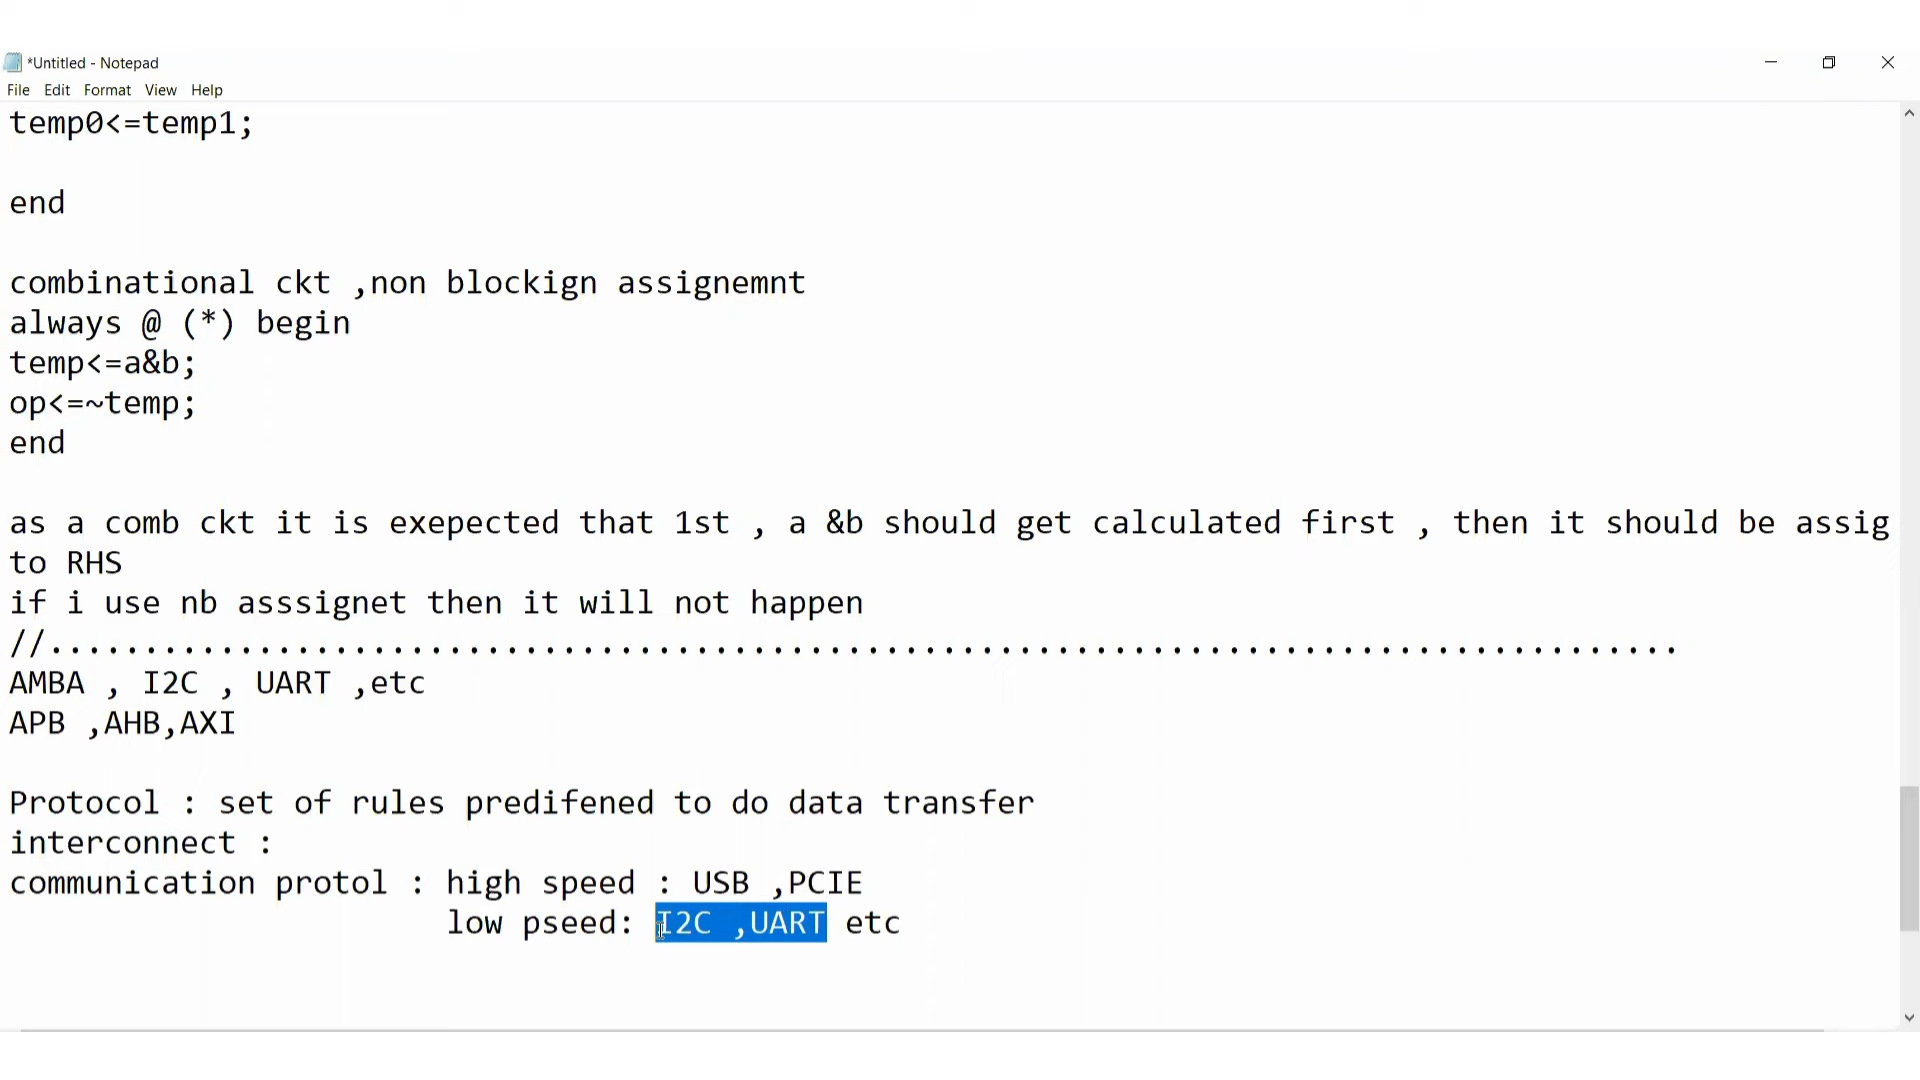 *Untitled - Notepad
File Edit Format View Help
temp0<=temp1;
end
combinational ckt ,non blockign assignemnt
always @ (*) begin
temp<=a&b;
op<=~temp;
end
as a comb ckt it is exepected that 1st , a &b should get calculated first , then it should be assig
to RHS
if i use nb asssignet then it will not happen
//......................................................................................
AMBA , I2C , UART ,etc
APB ,AHB,AXI
Protocol : set of rules predifened to do data transfer
interconnect :
communication protol : high speed : USB ,PCIE
low pseed: I2C ,UART etc